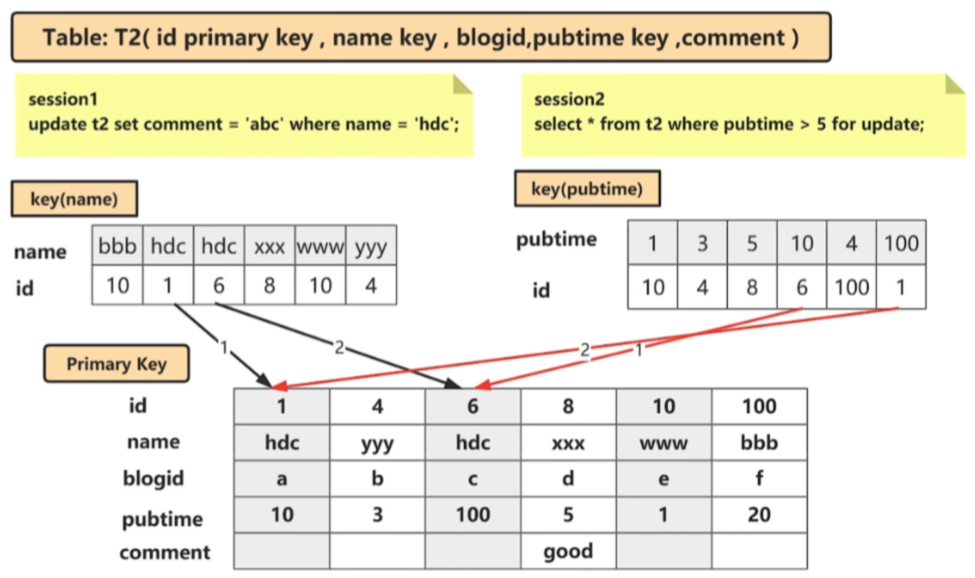 Table: T2( id primary key , name key , blogid,pubtime key ,comment )
session1
update t2 set comment = 'abc' where name = 'hdc';
session2
select * from t2 where pubtime > 5 for update;
key(name)
name bbb hdc hdc xxx www yyy
id 10 1 6 8 10 4
key(pubtime)
pubtime 1 3 5 10 4 100
id 10 4 8 6 100 1
1 2 2 1
Primary Key
id 1 4 6 8 10 100
name hdc yyy hdc xxx www bbb
blogid a b c d e f
pubtime 10 3 100 5 1 20
comment good